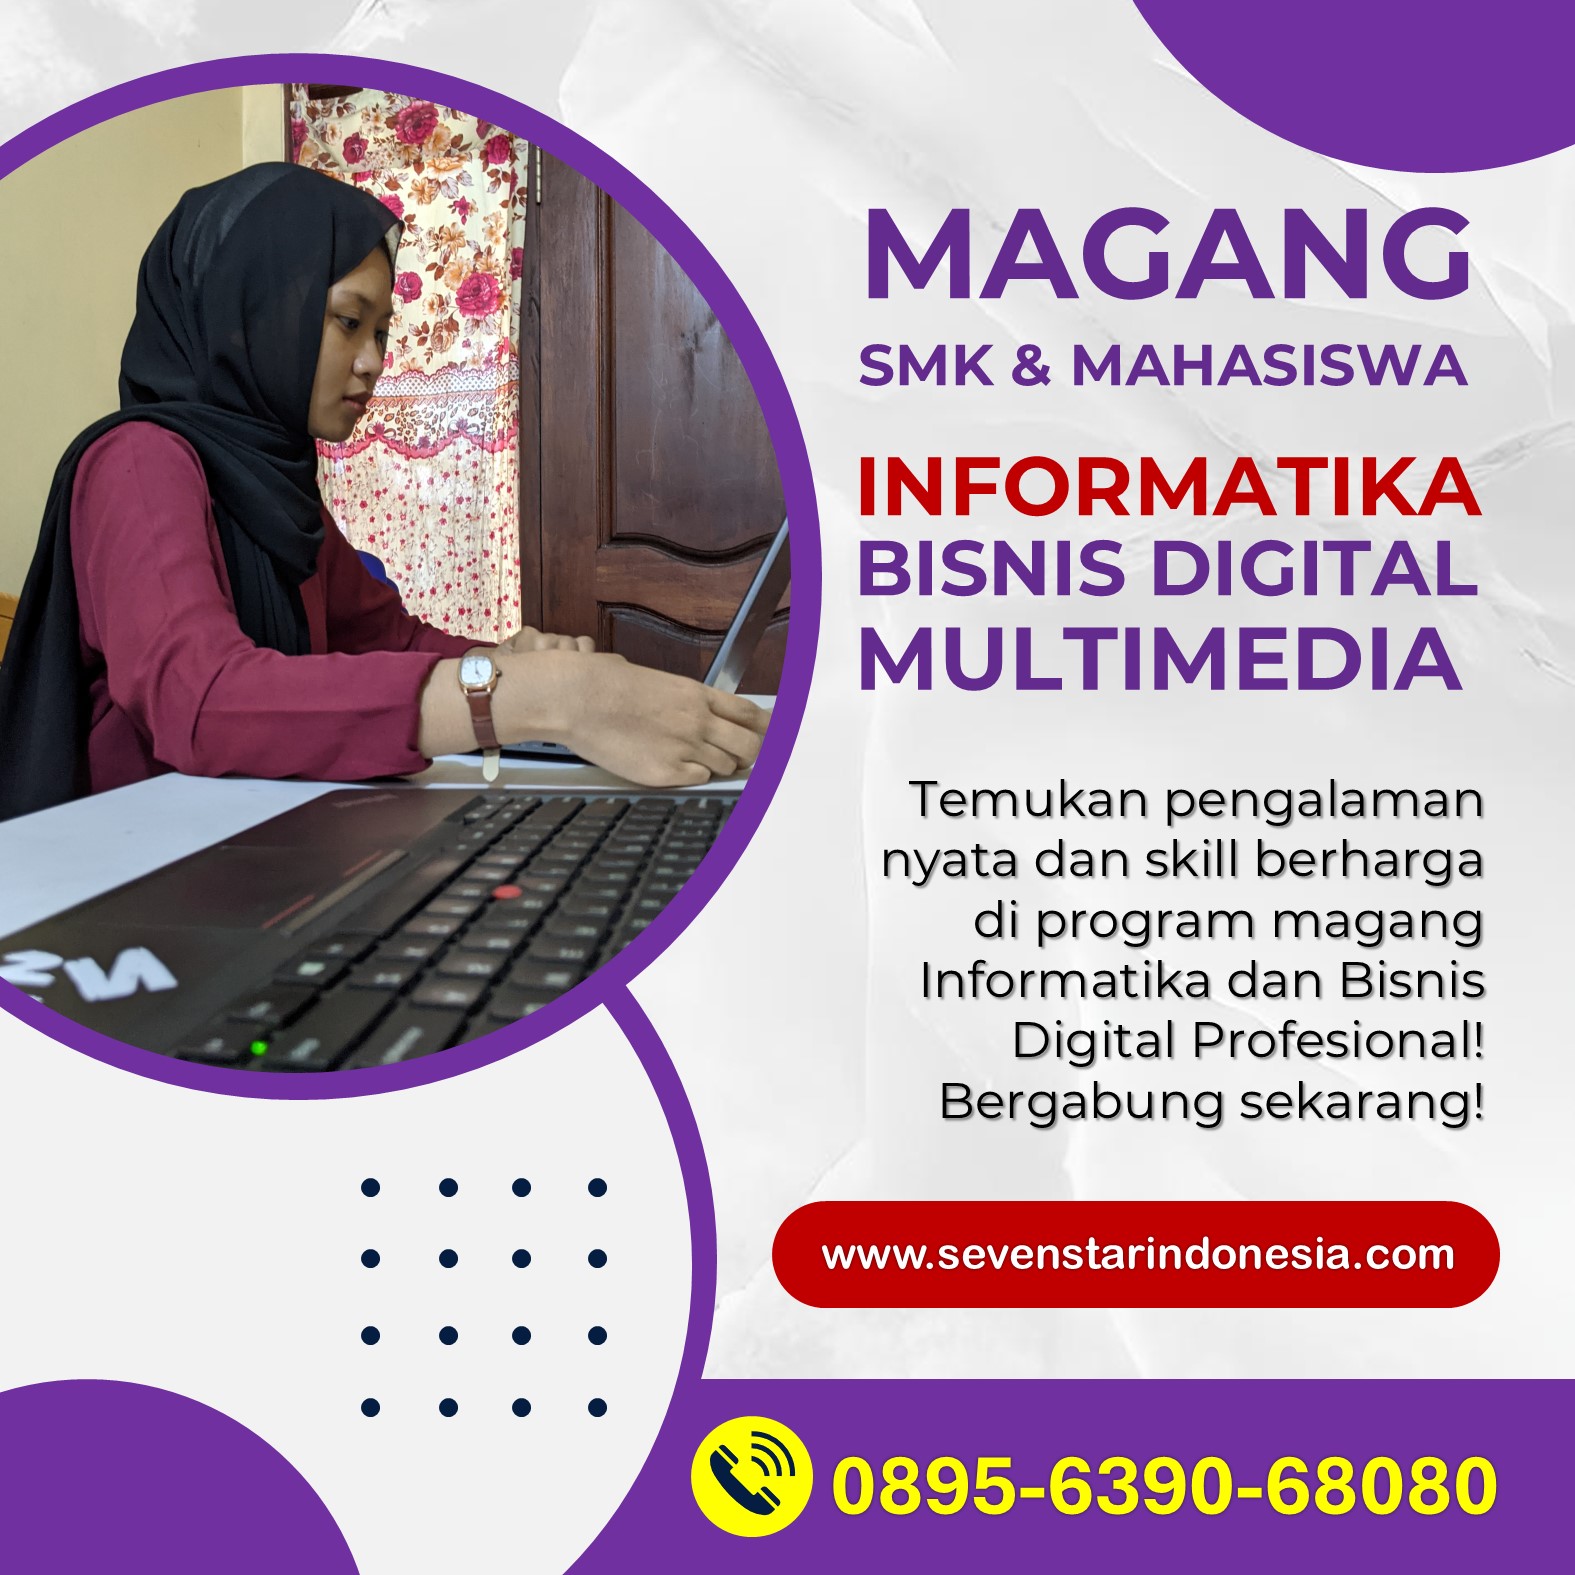 MAGANG
SMK & MAHASISWA
INFORMATIKA
BISNIS DIGITAL
MULTIMEDIA
Temukan pengalaman
nyata dan skill berharga
di program magang
Informatika dan Bisnis
Digital Profesional!
Bergabung sekarang!
www.sevenstarindonesia.com
0895-6390-68080